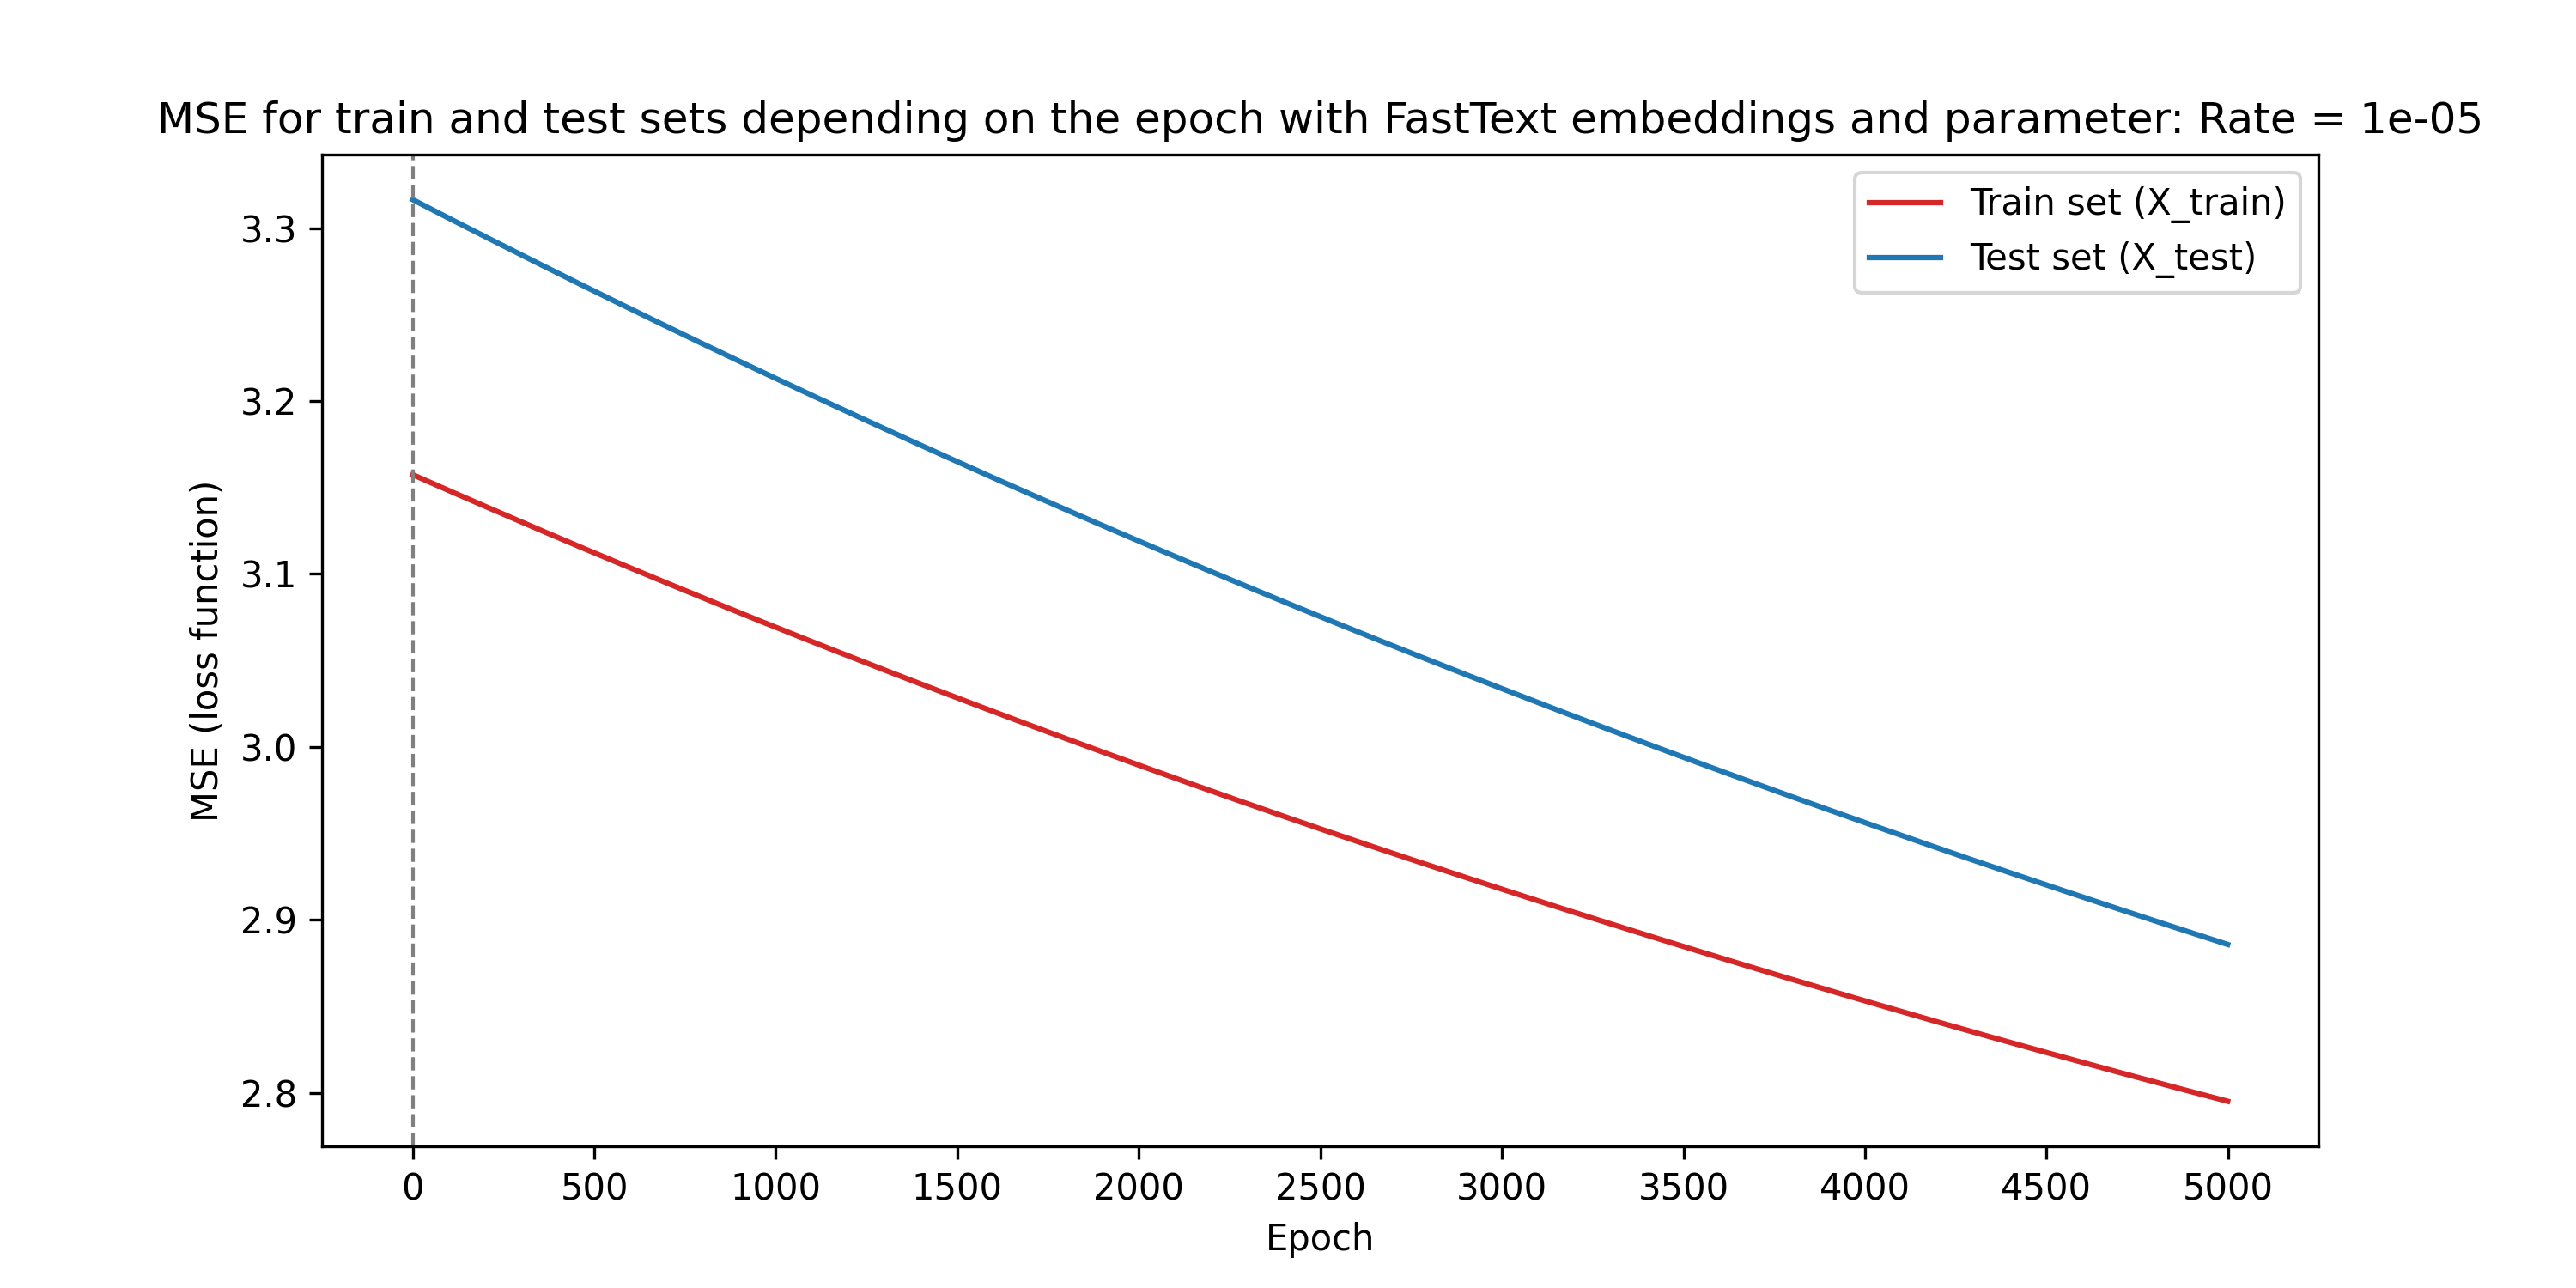 MSE for train and test sets depending on the epoch with FastText embeddings and parameter: Rate = 1e-05
Train set (X_train)
Test set (X_test)
MSE (loss function)
3.3
3.2
3.1
3.0
2.9
2.8
0 500 1000 1500 2000 2500 3000 3500 4000 4500 5000
Epoch